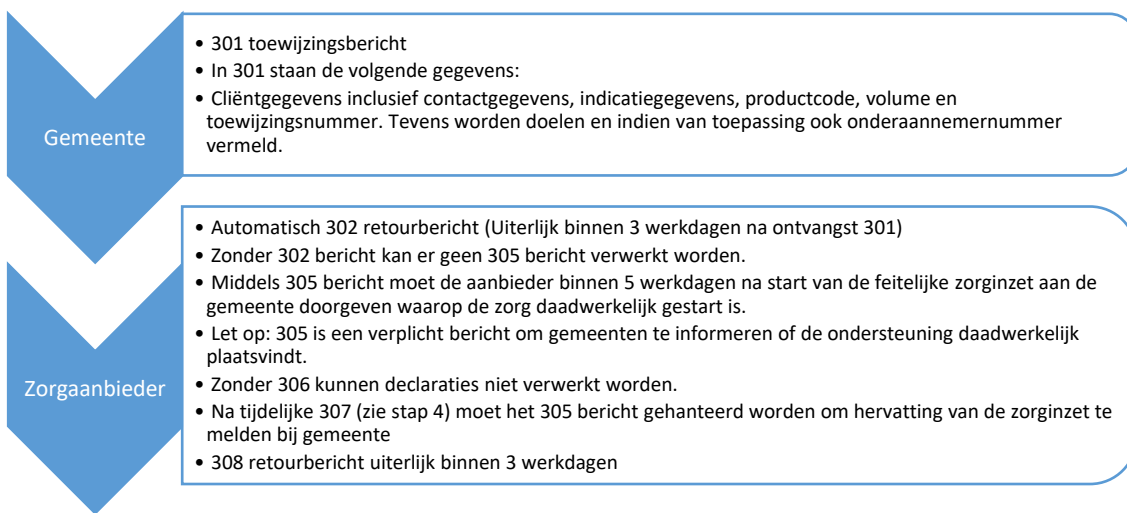 Gemeente
• 301 toewijzingsbericht
• In 301 staan de volgende gegevens:
• Cliëntgegevens inclusief contactgegevens, indicatiegegevens, productcode, volume en
toewijzingsnummer. Tevens worden doelen en indien van toepassing ook onderaannemernummer
vermeld.
Zorgaanbieder
• Automatisch 302 retourbericht (Uiterlijk binnen 3 werkdagen na ontvangst 301)
• Zonder 302 bericht kan er geen 305 bericht verwerkt worden.
• Middels 305 bericht moet de aanbieder binnen 5 werkdagen na start van de feitelijke zorginzet aan de
gemeente doorgeven waarop de zorg daadwerkelijk gestart is.
• Let op: 305 is een verplicht bericht om gemeenten te informeren of de ondersteuning daadwerkelijk
plaatsvindt.
• Zonder 306 kunnen declaraties niet verwerkt worden.
• Na tijdelijke 307 (zie stap 4) moet het 305 bericht gehanteerd worden om hervatting van de zorginzet te
melden bij gemeente
• 308 retourbericht uiterlijk binnen 3 werkdagen